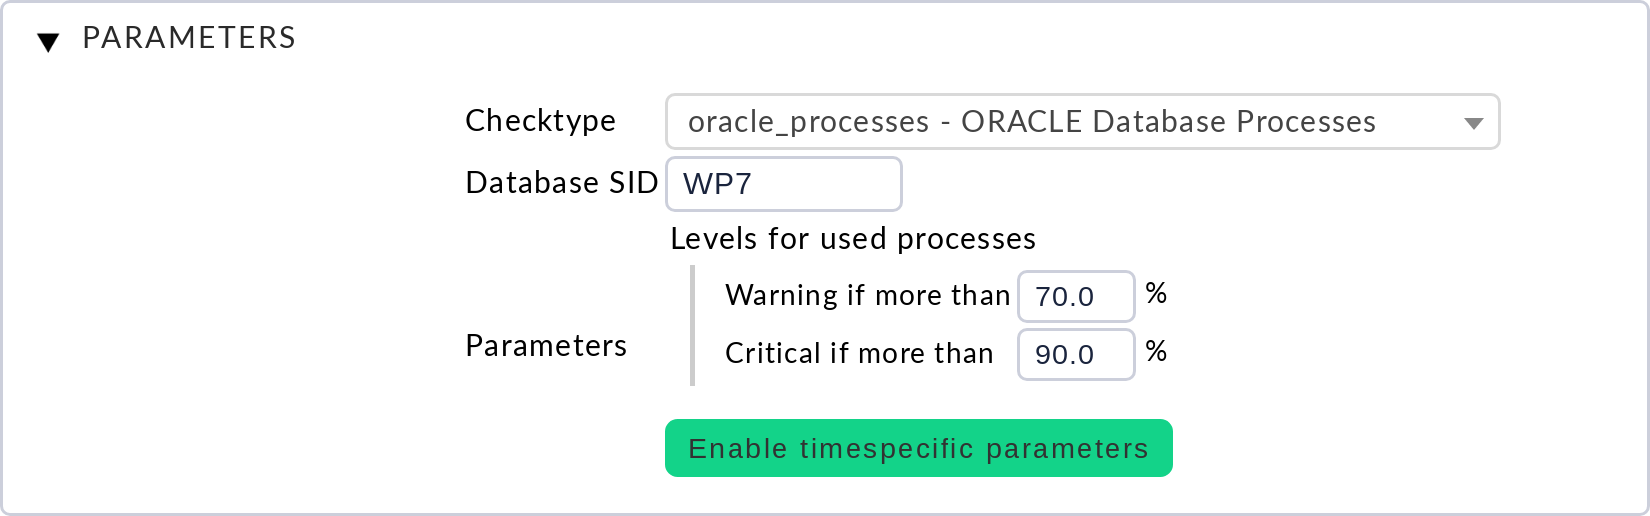 PARAMETERS
Checktype oracle_processes - ORACLE Database Processes
Database SID WP7
Levels for used processes
Warning if more than 70.0 %
Parameters
Critical if more than 90.0 %
Enable timespecific parameters